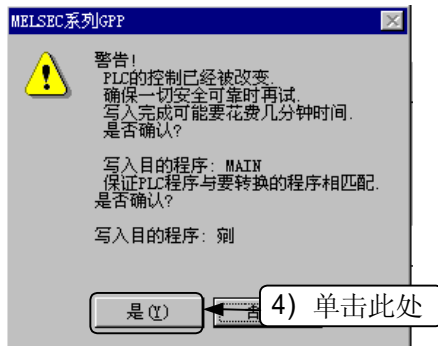 MELSEC系列GPP
警告!
PLC的控制已经被改变.
确保一切安全可靠时再试.
写入完成可能要花费几分钟时间.
是否确认?
写入目的程序: MAIN
保证PLC程序与要转换的程序相匹配.
是否确认?
写入目的程序: 剜
是(Y)
4) 单击此处